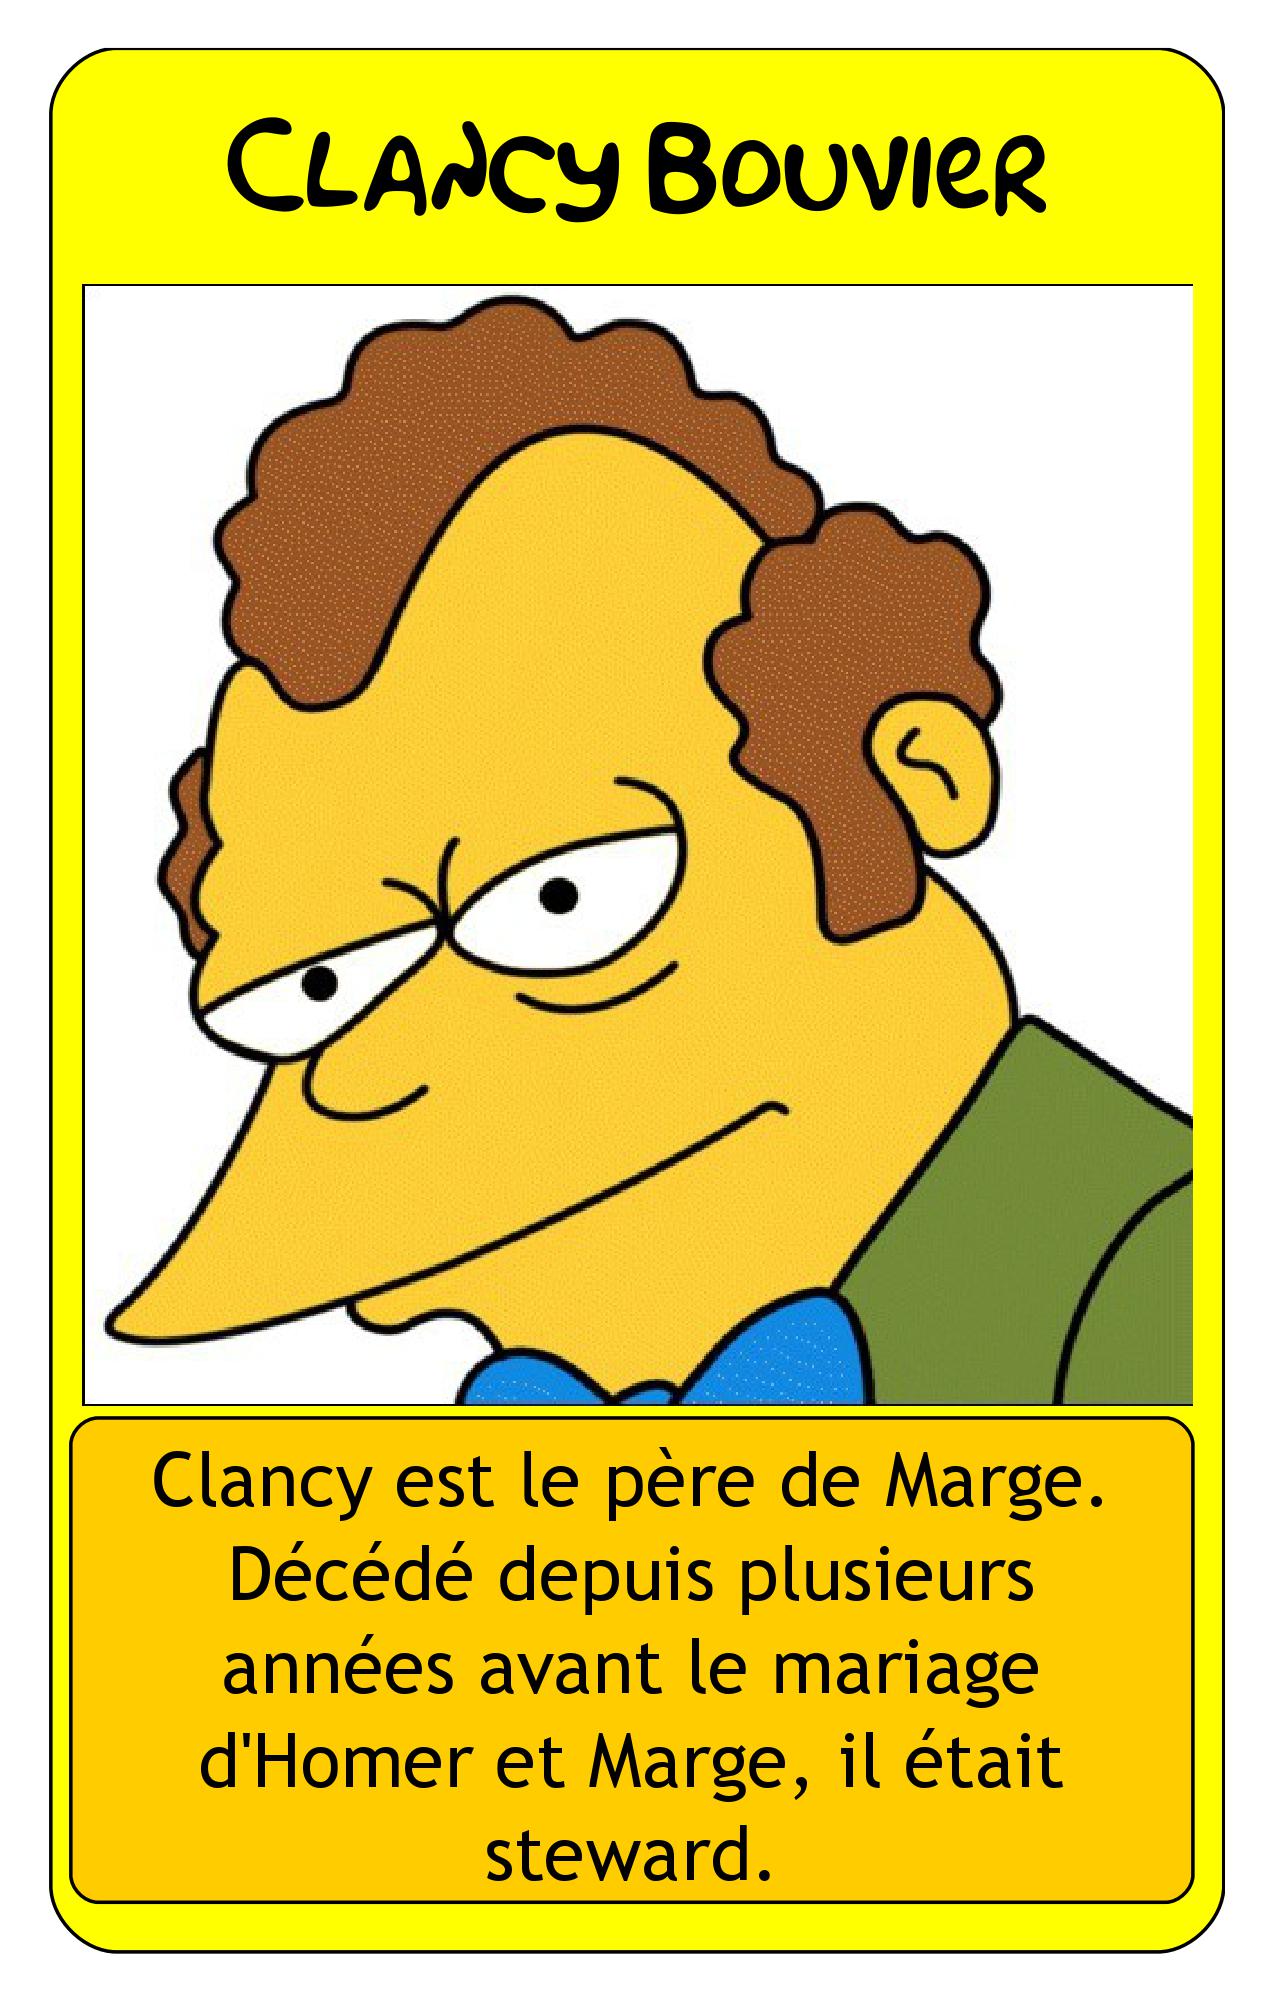 CLANCY BOUVIER
Clancy est le père de Marge.
Décédé depuis plusieurs
années avant le mariage
d'Homer et Marge, il était
steward.